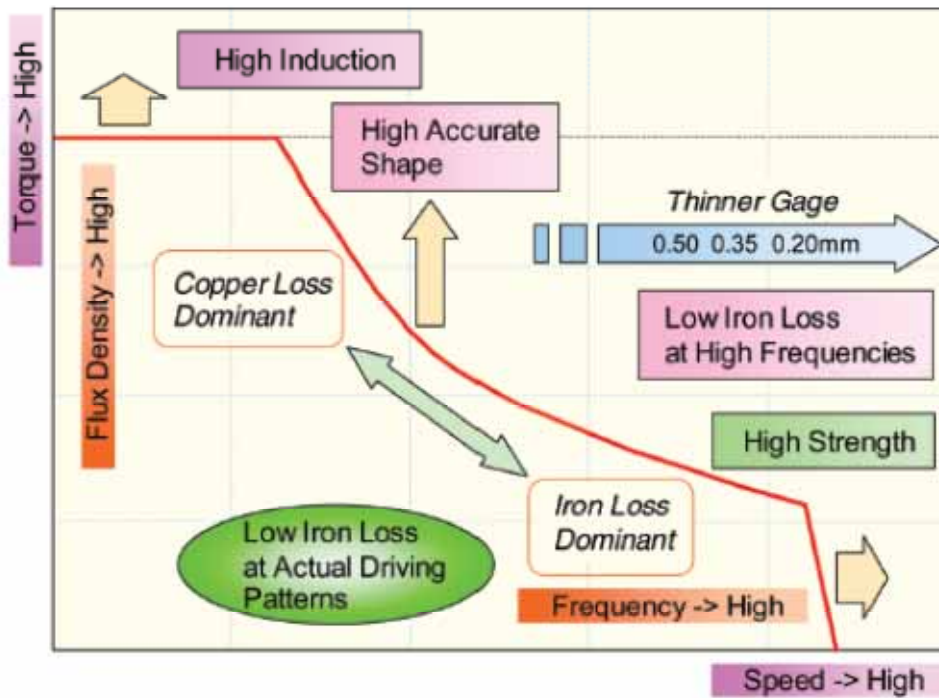 Torque -> High
High Induction
High Accurate
Shape
Flux Density -> High
Thinner Gage
0.50 0.35 0.20mm
Copper Loss
Dominant
Low Iron Loss
at High Frequencies
High Strength
Iron Loss
Dominant
Low Iron Loss
at Actual Driving
Patterns
Frequency -> High
Speed -> High